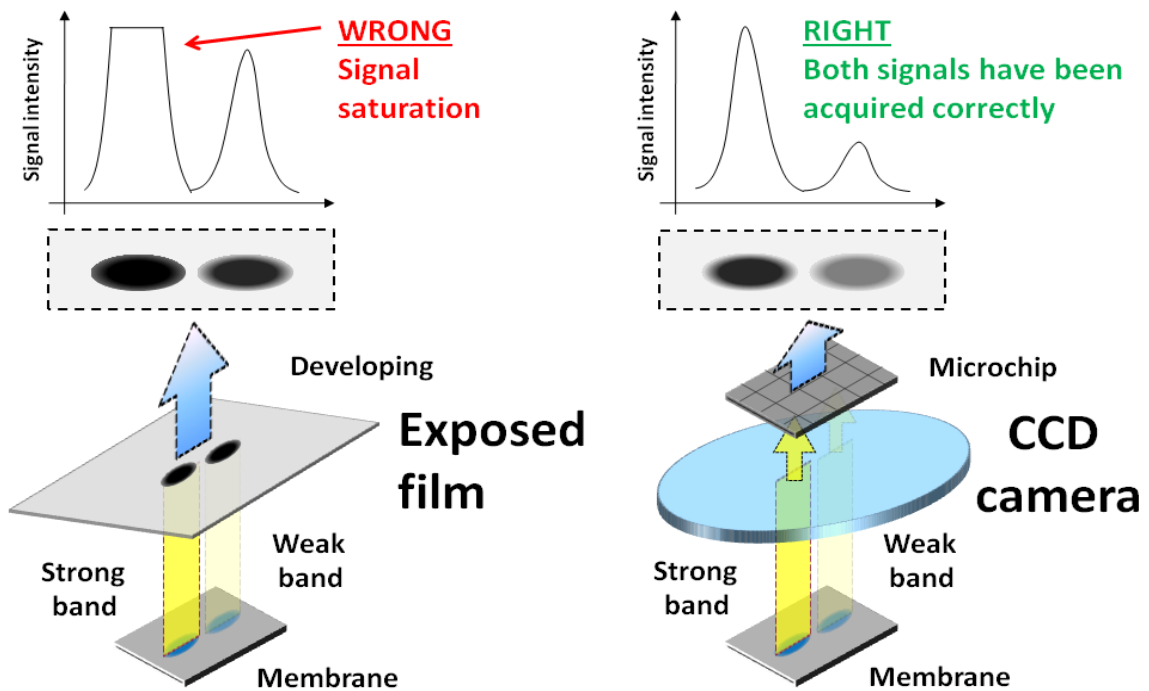 Signal intensity
WRONG
Signal
saturation
Developing
Exposed
film
Strong
band
Weak
band
Membrane
Signal intensity
RIGHT
Both signals have been
acquired correctly
Microchip
CCD
camera
Strong
band
Weak
band
Membrane